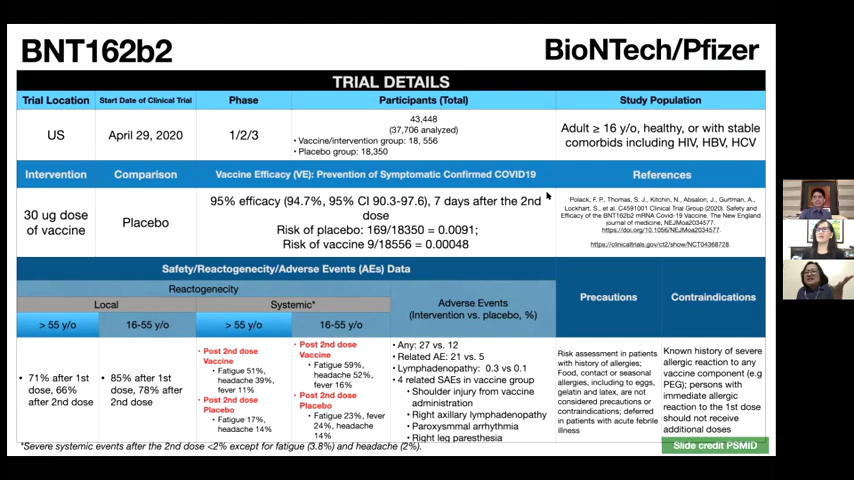 BNT162b2
BioNTech/Pfizer
TRIAL DETAILS
Trial Location
Start Date of Clinical Trial
Phase
Participants (Total)
Study Population
US
April 29, 2020
1/2/3
43,448
(37,706 analyzed)
• Vaccine/intervention group: 18, 556
• Placebo group: 18,350
Adult ≥ 16 y/o, healthy, or with stable
comorbids including HIV, HBV, HCV
Intervention
Comparison
Vaccine Efficacy (VE): Prevention of Symptomatic Confirmed COVID19
References
30 ug dose
of vaccine
Placebo
95% efficacy (94.7%, 95% CI 90.3-97.6), 7 days after the 2nd
dose
Risk of placebo: 169/18350 = 0.0091;
Risk of vaccine 9/18556 = 0.00048
Polack, F. P., Thomas, S. J., Kitchin, N., Absalon, J., Gurtman, A.,
Lockhart, S., et al. C4591001 Clinical Trial Group (2020). Safety and
Efficacy of the BNT162b2 mRNA Covid-19 Vaccine. The New England
journal of medicine, NEJMoa2034577.
https://doi.org/10.1056/NEJMoa2034577.
https://clinicaltrials.gov/ct2/show/NCT04368728.
Safety/Reactogenecity/Adverse Events (AEs) Data
Reactogenecity
Local
Systemic*
> 55 y/o
16-55 y/o
> 55 y/o
16-55 y/o
Adverse Events
(Intervention vs. placebo, %)
Precautions
Contraindications
• 71% after 1st
dose, 66%
after 2nd dose
• 85% after 1st
dose, 78% after
2nd dose
• Post 2nd dose
Vaccine
• Fatigue 51%,
headache 39%,
fever 11%
• Post 2nd dose
Placebo
• Fatigue 17%,
headache 14%
• Post 2nd dose
Vaccine
• Fatigue 59%,
headache 52%,
fever 16%
• Post 2nd dose
Placebo
• Fatigue 23%, fever
24%, headache
14%
• Any: 27 vs. 12
• Related AE: 21 vs. 5
• Lymphadenopathy: 0.3 vs 0.1
• 4 related SAEs in vaccine group
• Shoulder injury from vaccine
administration
• Right axillary lymphadenopathy
• Paroxysmmal arrhythmia
• Right leg paresthesia
Risk assessment in patients
with history of allergies;
Food, contact or seasonal
allergies, including to eggs,
gelatin and latex, are not
considered precautions or
contraindications; deferred
in patients with acute febrile
illness
Known history of severe
allergic reaction to any
vaccine component (e.g
PEG); persons with
immediate allergic
reaction to the 1st dose
should not receive
additional doses
*Severe systemic events after the 2nd dose <2% except for fatigue (3.8%) and headache (2%).
Slide credit PSMID